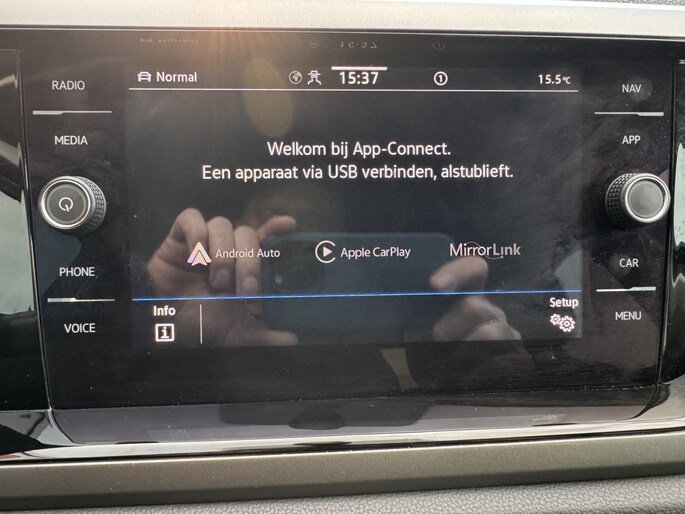 RADIO
MEDIA
PHONE
VOICE
Normal
15:37
1
15.5°C
Welkom bij App-Connect.
Een apparaat via USB verbinden, alstublieft.
Android Auto
Apple CarPlay
MirrorLink
Info
i
Setup
NAV
APP
CAR
MENU